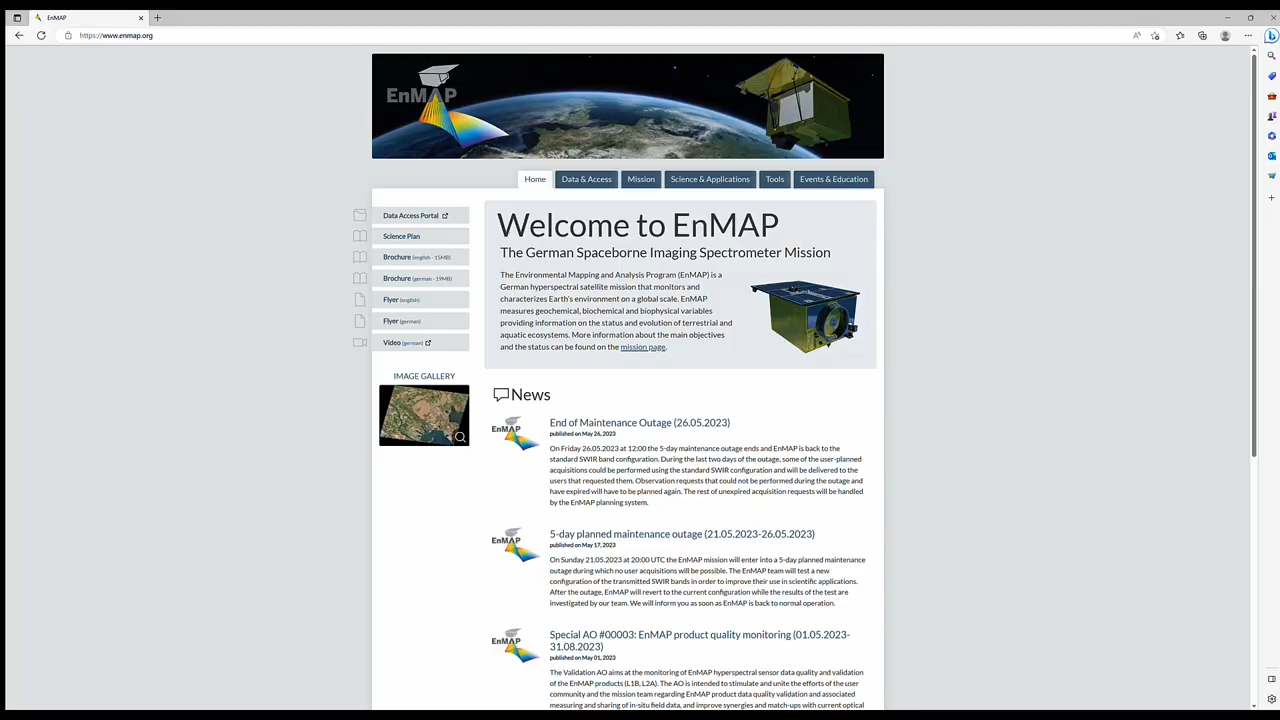 EnMAP
https://www.enmap.org
EnMAP
Home
Data & Access
Mission
Science & Applications
Tools
Events & Education
Data Access Portal
Science Plan
Brochure (english - 15MB)
Brochure (german - 19MB)
Flyer (english)
Flyer (german)
Video (german)
IMAGE GALLERY
Welcome to EnMAP
The German Spaceborne Imaging Spectrometer Mission
The Environmental Mapping and Analysis Program (EnMAP) is a
German hyperspectral satellite mission that monitors and
characterizes Earth's environment on a global scale. EnMAP
measures geochemical, biochemical and biophysical variables
providing information on the status and evolution of terrestrial and
aquatic ecosystems. More information about the main objectives
and the status can be found on the mission page.
News
EnMAP
End of Maintenance Outage (26.05.2023)
published on May 26, 2023
On Friday 26.05.2023 at 12:00 the 5-day maintenance outage ends and EnMAP is back to the
standard SWIR band configuration. During the last two days of the outage, some of the user-planned
acquisitions could be performed using the standard SWIR configuration and will be delivered to the
users that requested them. Observation requests that could not be performed during the outage and
have expired will have to be planned again. The rest of unexpired acquisition requests will be handled
by the EnMAP planning system.
EnMAP
5-day planned maintenance outage (21.05.2023-26.05.2023)
published on May 17, 2023
On Sunday 21.05.2023 at 20:00 UTC the EnMAP mission will enter into a 5-day planned maintenance
outage during which no user acquisitions will be possible. The EnMAP team will test a new
configuration of the transmitted SWIR bands in order to improve their use in scientific applications.
After the outage, EnMAP will revert to the current configuration while the results of the test are
investigated by our team. We will inform you as soon as EnMAP is back to normal operation.
EnMAP
Special AO #00003: EnMAP product quality monitoring (01.05.2023-
31.08.2023)
published on May 01, 2023
The Validation AO aims at the monitoring of EnMAP hyperspectral sensor data quality and validation
of the EnMAP products (L1B, L2A). The AO is intended to stimulate and unite the efforts of the user
community and the mission team regarding EnMAP product data quality validation and associated
measuring and sharing of in-situ field data, and improve synergies and match-ups with current optical